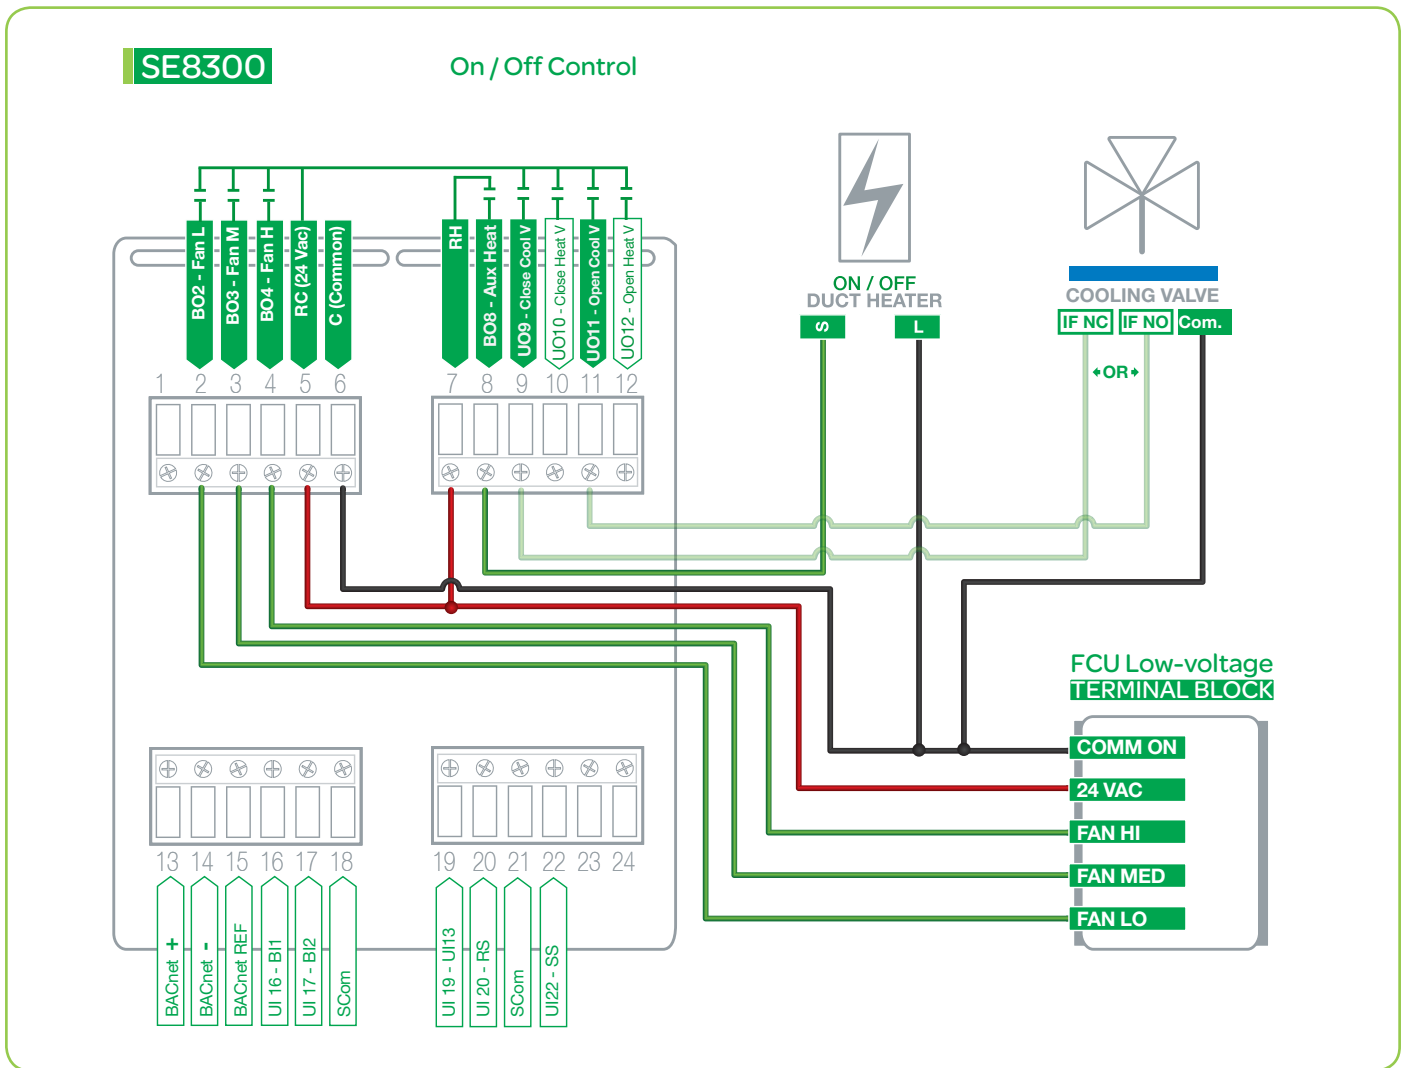 SE8300
On / Off Control
BO2 - Fan L
BO3 - Fan M
BO4 - Fan H
RC (24 Vac)
C (Common)
RH
BO8 - Aux Heat
UO9 - Close Cool V
UO10 - Close Heat V
UO11 - Open Cool V
UO12 - Open Heat V
1 2 3 4 5 6
7 8 9 10 11 12
ON / OFF
DUCT HEATER
S
L
COOLING VALVE
IF NC
IF NO
Com.
OR
FCU Low-voltage
TERMINAL BLOCK
COMM ON
24 VAC
FAN HI
FAN MED
FAN LO
13 14 15 16 17 18
19 20 21 22 23 24
BACnet +
BACnet -
BACnet REF
UI 16 - BI1
UI 17 - BI2
SCom
UI 19 - UI13
UI 20 - RS
SCom
UI22 - SS